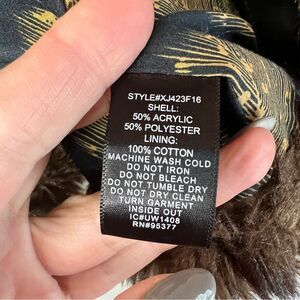 STYLE#XJ423F16
SHELL:
50% ACRYLIC
50% POLYESTER
LINING:
100% COTTON
MACHINE WASH COLD
DO NOT IRON
DO NOT BLEACH
DO NOT TUMBLE DRY
DO NOT DRY CLEAN
TURN GARMENT
INSIDE OUT
IC#UW1408
RN#95377